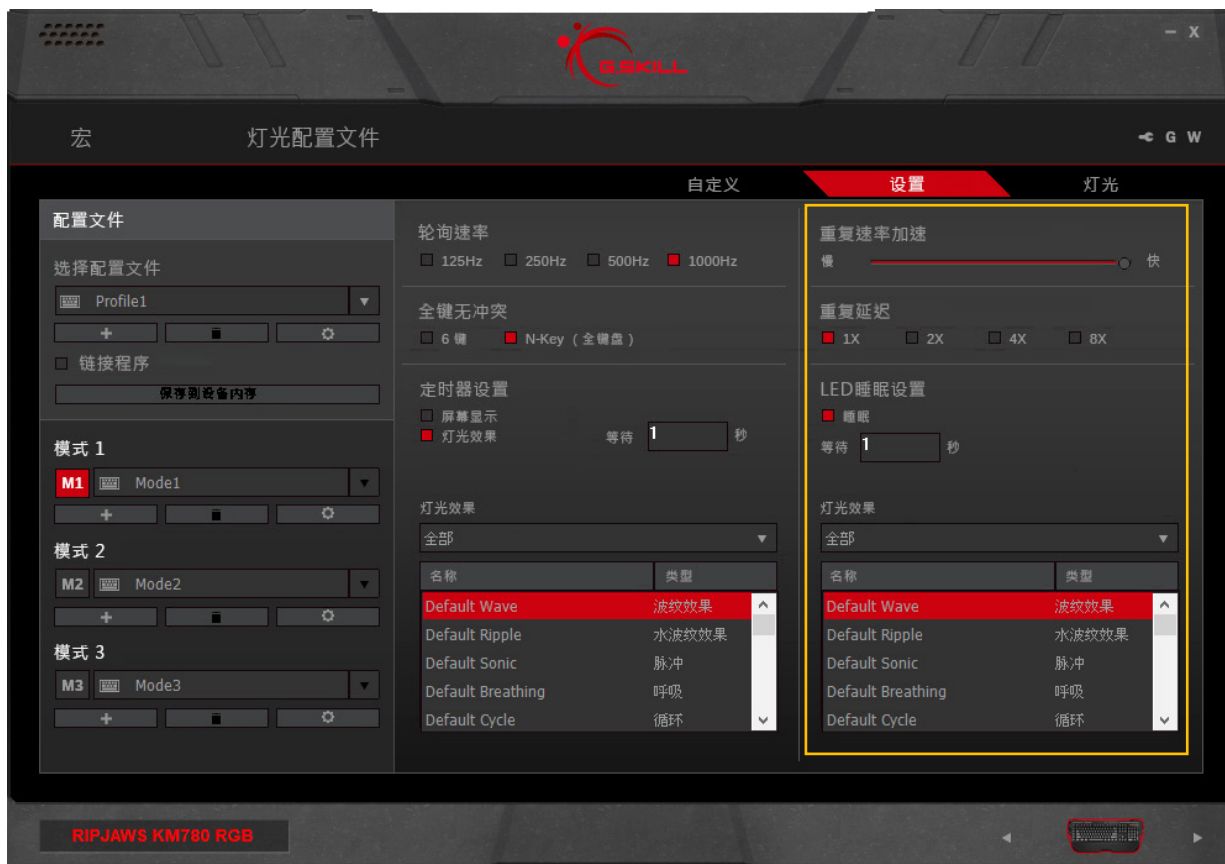 G.SKILL
- X
宏 灯光配置文件 G W
自定义 设置 灯光
配置文件
选择配置文件
Profile1
链接程序
保存到设备内存
模式 1
M1 Mode1
模式 2
M2 Mode2
模式 3
M3 Mode3
轮询速率
125Hz 250Hz 500Hz 1000Hz
全键无冲突
6 键 N-Key ( 全键盘 )
定时器设置
屏幕显示
灯光效果 等待 1 秒
灯光效果
全部
名称 类型
Default Wave 波纹效果
Default Ripple 水波纹效果
Default Sonic 脉冲
Default Breathing 呼吸
Default Cycle 循环
重复速率加速
慢 快
重复延迟
1X 2X 4X 8X
LED睡眠设置
睡眠
等待 1 秒
灯光效果
全部
名称 类型
Default Wave 波纹效果
Default Ripple 水波纹效果
Default Sonic 脉冲
Default Breathing 呼吸
Default Cycle 循环
RIPJAWS KM780 RGB